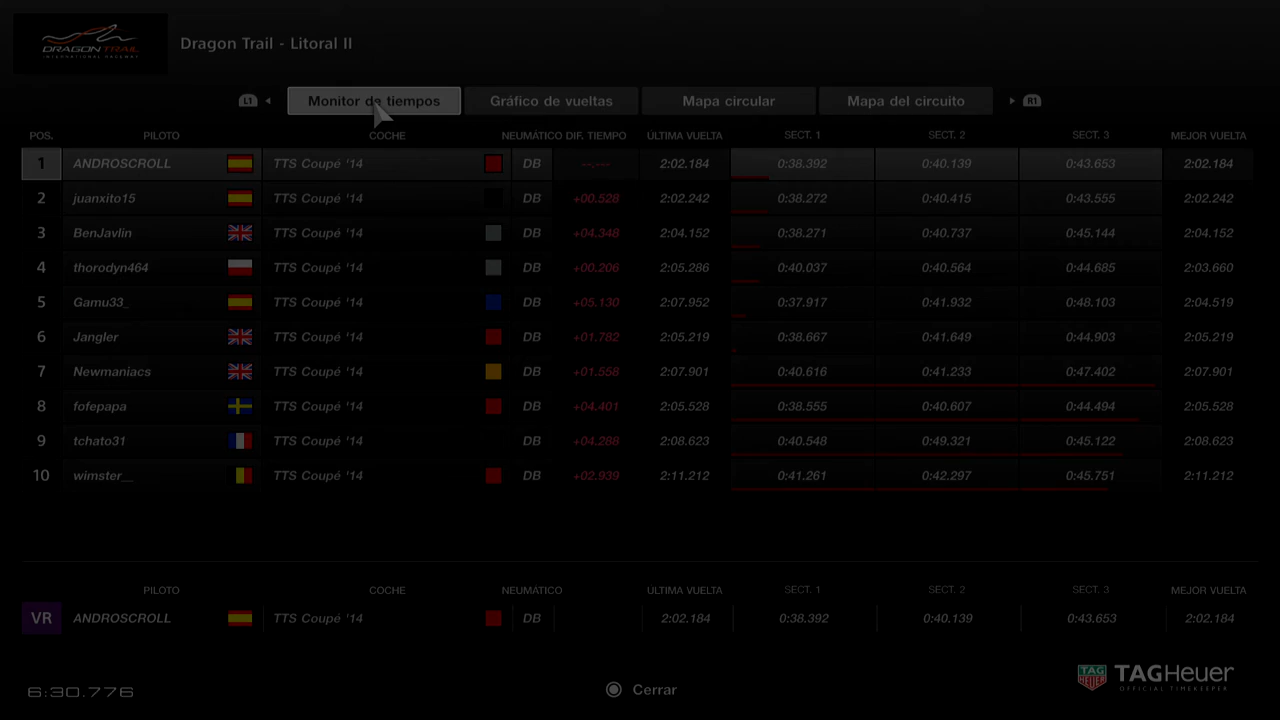 DRAGON TRAIL
INTERNATIONAL RACEWAY
Dragon Trail - Litoral II
L1 Monitor de tiempos Gráfico de vueltas Mapa circular Mapa del circuito R1
POS. PILOTO COCHE NEUMÁTICO DIF. TIEMPO ÚLTIMA VUELTA SECT. 1 SECT. 2 SECT. 3 MEJOR VUELTA
1 ANDROSCROLL TTS Coupé '14 DB --.--- 2:02.184 0:38.392 0:40.139 0:43.653 2:02.184
2 juanxito15 TTS Coupé '14 DB +00.528 2:02.242 0:38.272 0:40.415 0:43.555 2:02.242
3 BenJavlin TTS Coupé '14 DB +04.348 2:04.152 0:38.271 0:40.737 0:45.144 2:04.152
4 thorodyn464 TTS Coupé '14 DB +00.206 2:05.286 0:40.037 0:40.564 0:44.685 2:03.660
5 Gamu33_ TTS Coupé '14 DB +05.130 2:07.952 0:37.917 0:41.932 0:48.103 2:04.519
6 Jangler TTS Coupé '14 DB +01.782 2:05.219 0:38.667 0:41.649 0:44.903 2:05.219
7 Newmaniacs TTS Coupé '14 DB +01.558 2:07.901 0:40.616 0:41.233 0:47.402 2:07.901
8 fofepapa TTS Coupé '14 DB +04.401 2:05.528 0:38.555 0:40.607 0:44.494 2:05.528
9 tchato31 TTS Coupé '14 DB +04.288 2:08.623 0:40.548 0:49.321 0:45.122 2:08.623
10 wimster__ TTS Coupé '14 DB +02.939 2:11.212 0:41.261 0:42.297 0:45.751 2:11.212
PILOTO COCHE NEUMÁTICO ÚLTIMA VUELTA SECT. 1 SECT. 2 SECT. 3 MEJOR VUELTA
VR ANDROSCROLL TTS Coupé '14 DB 2:02.184 0:38.392 0:40.139 0:43.653 2:02.184
6:30.776 Cerrar
TAG HEUER TAGHeuer
OFFICIAL TIMEKEEPER